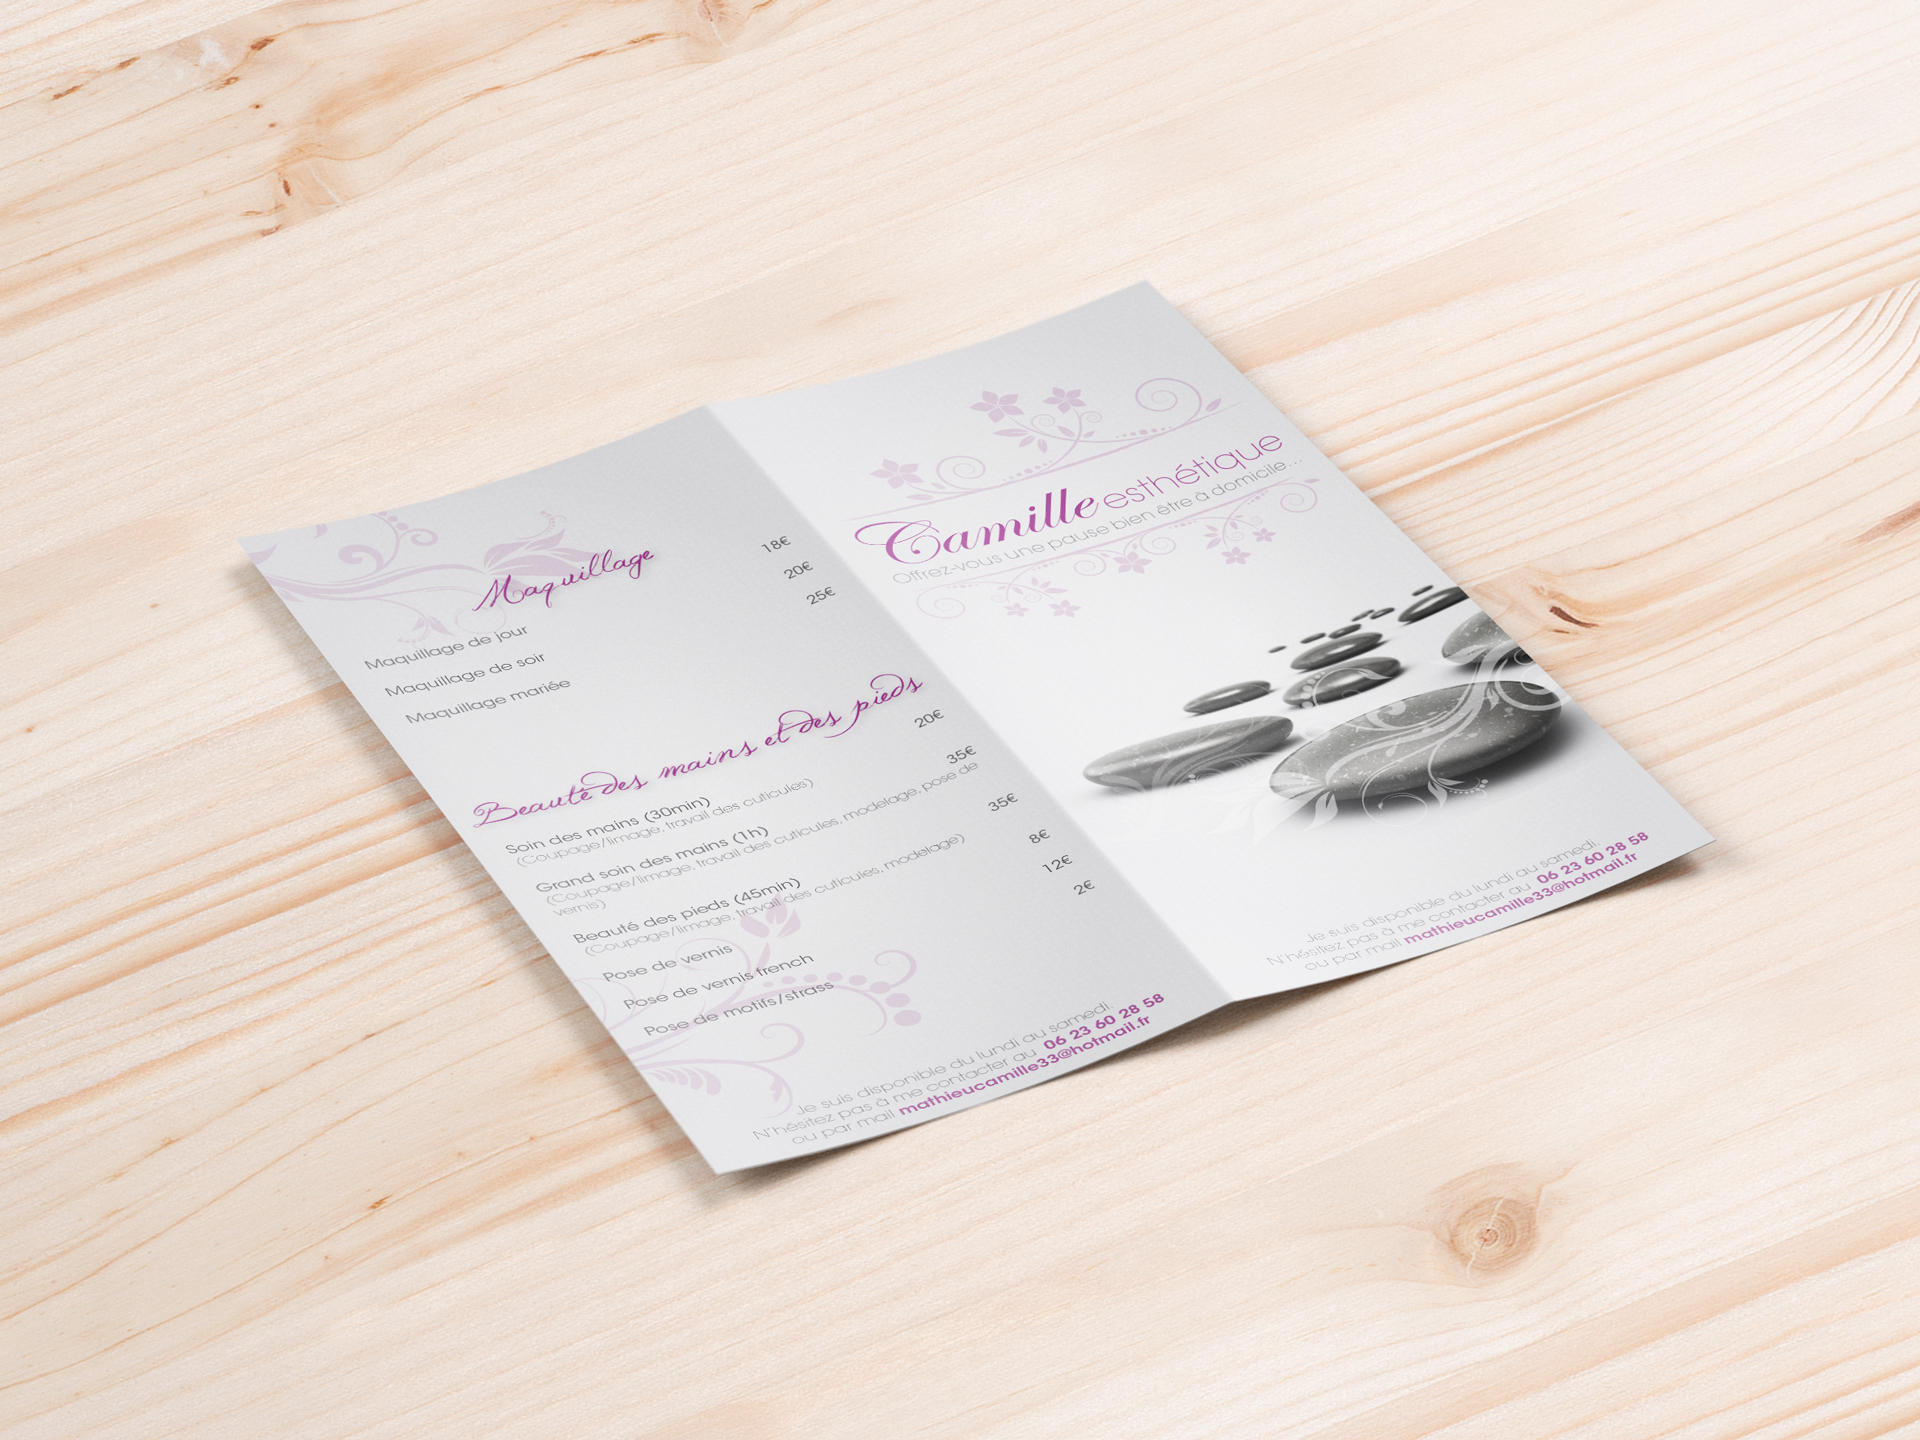 Maquillage
Maquillage de jour 18€
Maquillage de soir 20€
Maquillage mariée 25€
Beauté des mains et des pieds
Soin des mains (30min) 20€
(Coupage/limage, travail des cuticules)
Grand soin des mains (1h) 35€
(Coupage/limage, travail des cuticules, modelage, pose de
vernis)
Beauté des pieds (45min) 35€
(Coupage/limage, travail des cuticules, modelage)
Pose de vernis 8€
Pose de vernis french 12€
Pose de motifs/strass 2€
Je suis disponible du lundi au samedi.
N'hésitez pas à me contacter au 06 23 60 28 58
ou par mail mathieucamille33@hotmail.fr
Camille esthétique
Offrez-vous une pause bien être à domicile...
Je suis disponible du lundi au samedi.
N'hésitez pas à me contacter au 06 23 60 28 58
ou par mail mathieucamille33@hotmail.fr